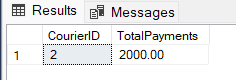 Results Messages
CourierID TotalPayments
1 2 2000.00